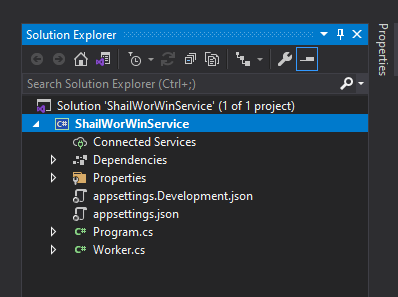 Solution Explorer
Properties
Search Solution Explorer (Ctrl+;)
Solution 'ShailWorWinService' (1 of 1 project)
C# ShailWorWinService
Connected Services
Dependencies
Properties
appsettings.Development.json
appsettings.json
C# Program.cs
C# Worker.cs